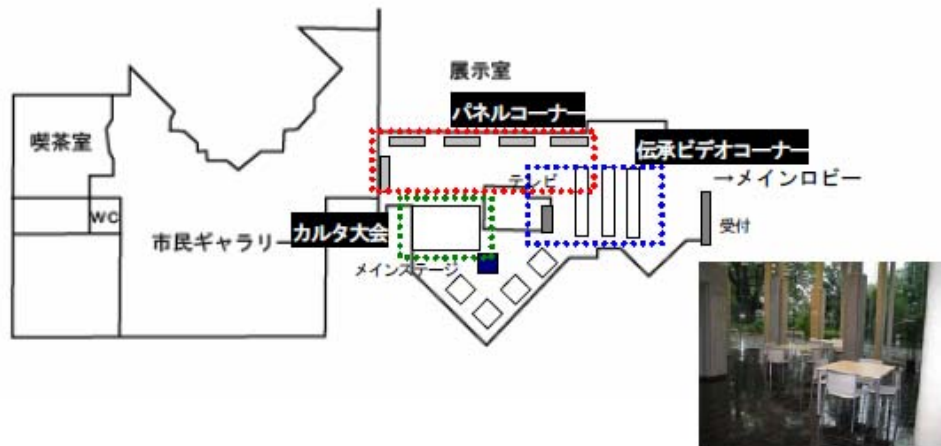 展示室
パネルコーナー
喫茶室
伝承ビデオコーナー
テレビ
→メインロビー
WC
カルタ大会
受付
市民ギャラリー
メインステージ